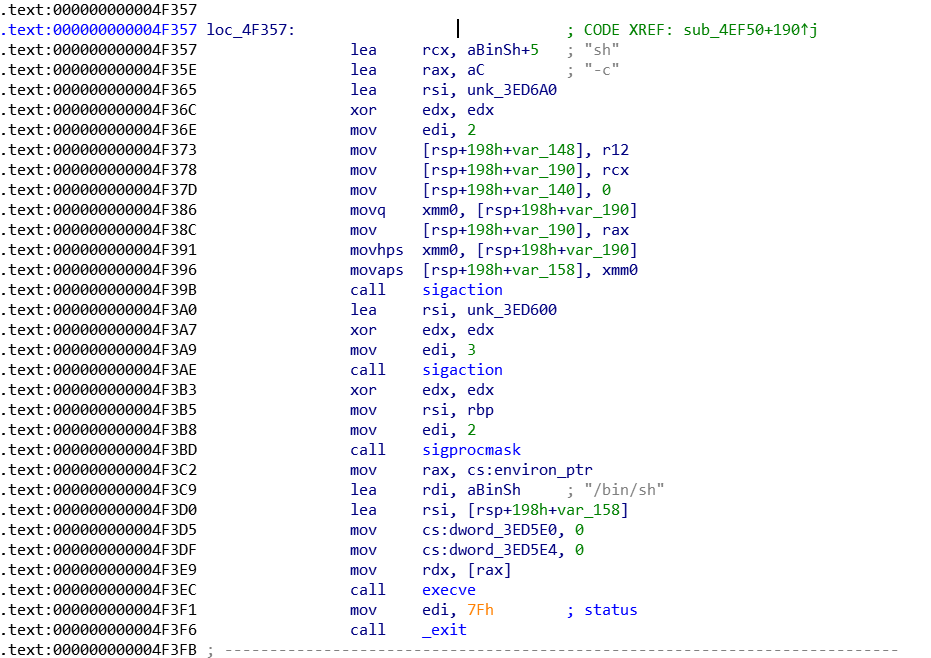 .text:000000000004F357
.text:000000000004F357 loc_4F357: ; CODE XREF: sub_4EF50+190↑j
.text:000000000004F357 lea rcx, aBinSh+5 ; "sh"
.text:000000000004F35E lea rax, aC ; "-c"
.text:000000000004F365 lea rsi, unk_3ED6A0
.text:000000000004F36C xor edx, edx
.text:000000000004F36E mov edi, 2
.text:000000000004F373 mov [rsp+198h+var_148], r12
.text:000000000004F378 mov [rsp+198h+var_190], rcx
.text:000000000004F37D mov [rsp+198h+var_140], 0
.text:000000000004F386 movq xmm0, [rsp+198h+var_190]
.text:000000000004F38C mov [rsp+198h+var_190], rax
.text:000000000004F391 movhps xmm0, [rsp+198h+var_190]
.text:000000000004F396 movaps [rsp+198h+var_158], xmm0
.text:000000000004F39B call sigaction
.text:000000000004F3A0 lea rsi, unk_3ED600
.text:000000000004F3A7 xor edx, edx
.text:000000000004F3A9 mov edi, 3
.text:000000000004F3AE call sigaction
.text:000000000004F3B3 xor edx, edx
.text:000000000004F3B5 mov rsi, rbp
.text:000000000004F3B8 mov edi, 2
.text:000000000004F3BD call sigprocmask
.text:000000000004F3C2 mov rax, cs:environ_ptr
.text:000000000004F3C9 lea rdi, aBinSh ; "/bin/sh"
.text:000000000004F3D0 lea rsi, [rsp+198h+var_158]
.text:000000000004F3D5 mov cs:dword_3ED5E0, 0
.text:000000000004F3DF mov cs:dword_3ED5E4, 0
.text:000000000004F3E9 mov rdx, [rax]
.text:000000000004F3EC call execve
.text:000000000004F3F1 mov edi, 7Fh ; status
.text:000000000004F3F6 call _exit
.text:000000000004F3FB ; ---------------------------------------------------------------------------